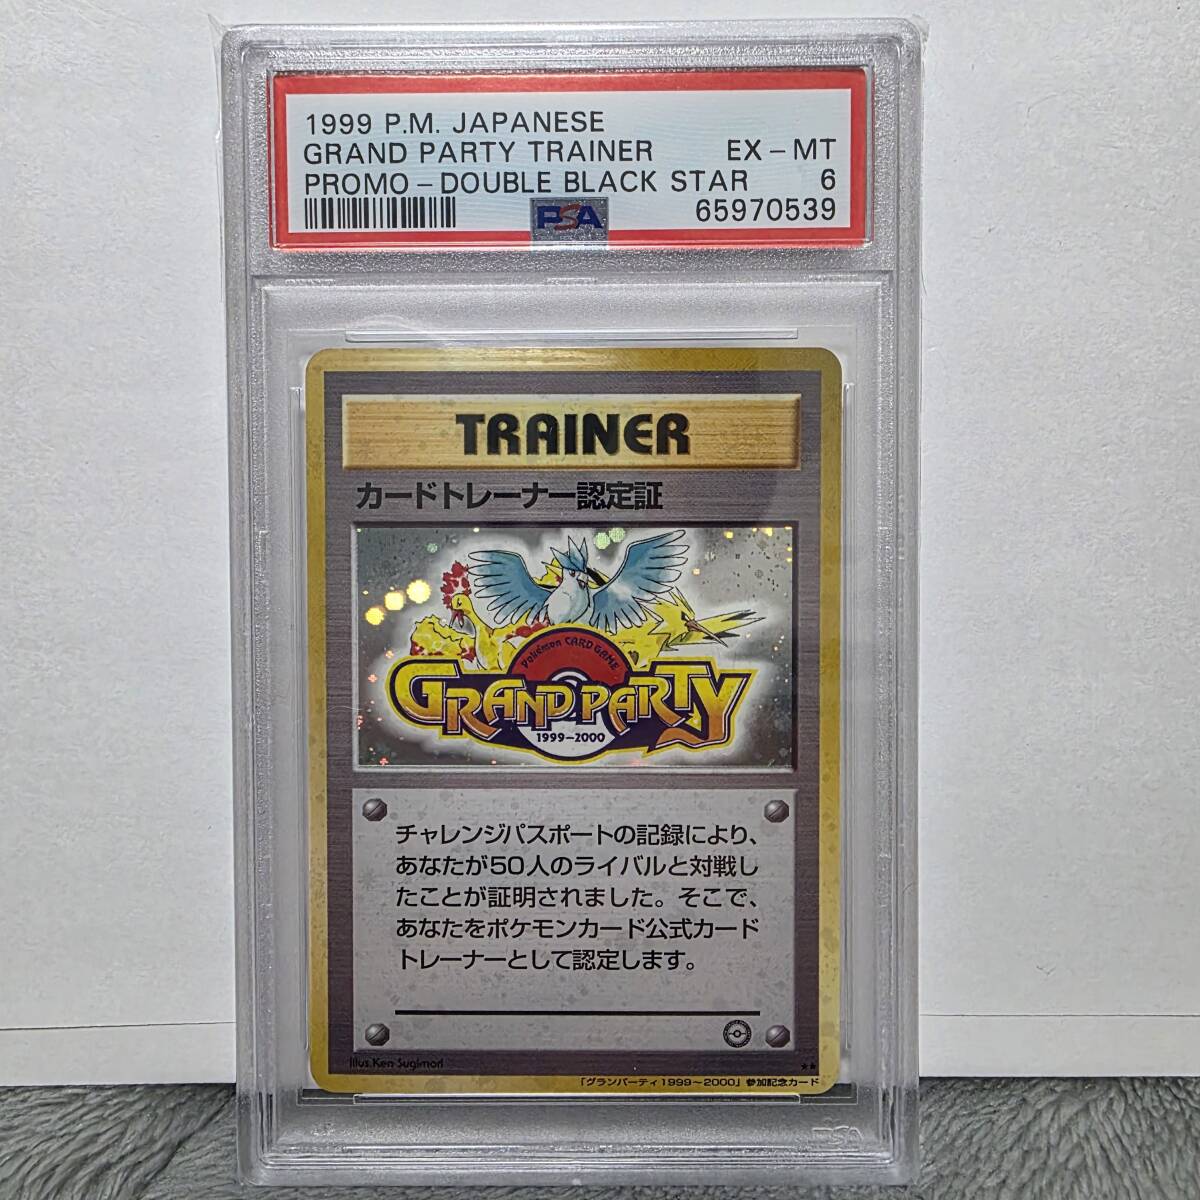 1999 P.M. JAPANESE
GRAND PARTY TRAINER EX-MT
PROMO-DOUBLE BLACK STAR 6
PSA 65970539
TRAINER
カードトレーナー認定証
Pokémon CARD GAME
GRAND PARTY
1999-2000
チャレンジパスポートの記録により、
あなたが50人のライバルと対戦し
たことが証明されました。そこで、
あなたをポケモンカード公式カード
トレーナーとして認定します。
Illus. Ken Sugimori
★★
「グランパーティ1999〜2000」参加記念カード
PSA